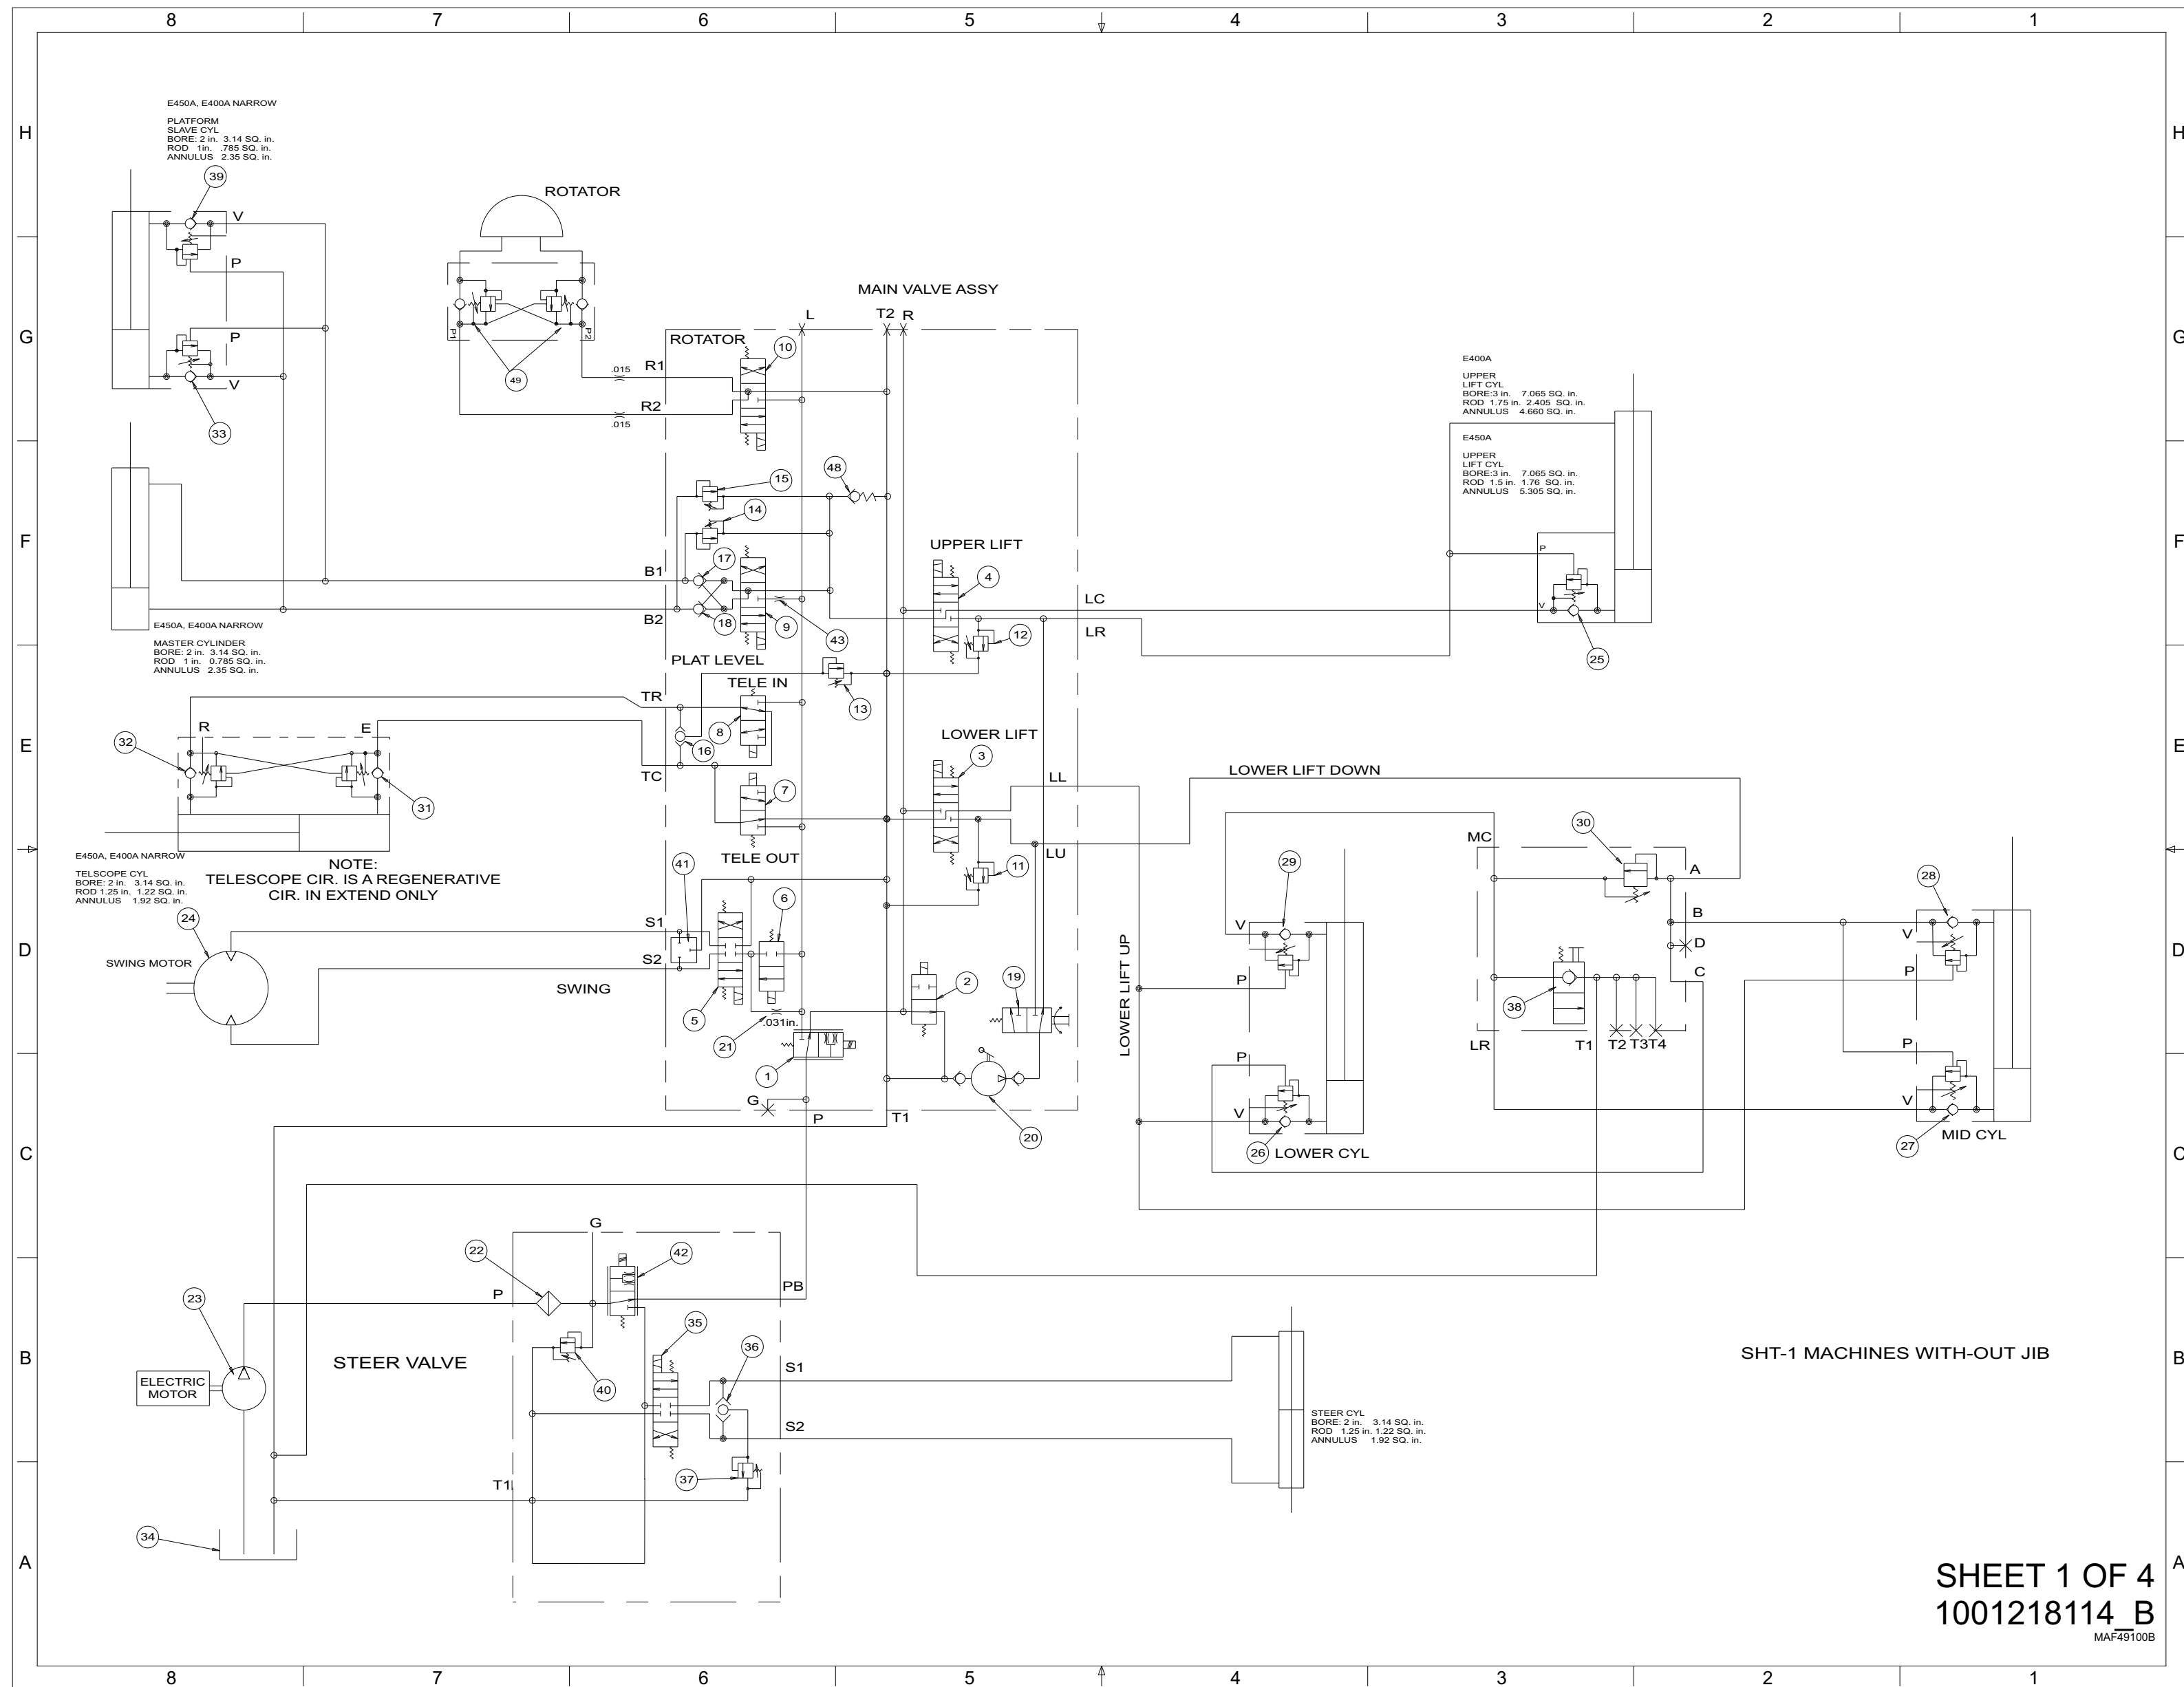 8 7 6 5 4 3 2 1
H
G
F
E
D
C
B
A
H
G
F
E
D
C
B
A
E450A, E400A NARROW
PLATFORM
SLAVE CYL
BORE: 2 in. 3.14 SQ. in.
ROD 1in. .785 SQ. in.
ANNULUS 2.35 SQ. in.
39
V
P
P
V
33
ROTATOR
P1
P2
49
MAIN VALVE ASSY
L
T2
R
ROTATOR
10
.015
R1
R2
.015
15
14
48
17
B1
B2
18
9
43
PLAT LEVEL
UPPER LIFT
4
LC
LR
12
13
E400A
UPPER
LIFT CYL
BORE:3 in. 7.065 SQ. in.
ROD 1.75 in. 2.405 SQ. in.
ANNULUS 4.660 SQ. in.
E450A
UPPER
LIFT CYL
BORE:3 in. 7.065 SQ. in.
ROD 1.5 in 1.76 SQ. in.
ANNULUS 5.305 SQ. in.
P
V
25
E450A, E400A NARROW
MASTER CYLINDER
BORE: 2 in. 3.14 SQ. in.
ROD 1 in. 0.785 SQ. in.
ANNULUS 2.35 SQ. in.
TELE IN
TR
8
16
TC
7
TELE OUT
LOWER LIFT
3
LL
LU
11
32
R
E
31
E450A, E400A NARROW
TELSCOPE CYL
BORE: 2 in. 3.14 SQ. in.
ROD 1.25 in. 1.22 SQ. in.
ANNULUS 1.92 SQ. in.
NOTE:
TELESCOPE CIR. IS A REGENERATIVE
CIR. IN EXTEND ONLY
24
SWING MOTOR
41
6
S1
S2
SWING
5
21
.031in.
1
2
19
G
P
T1
20
LOWER LIFT DOWN
LOWER LIFT UP
29
V
P
P
V
26
LOWER CYL
MC
30
A
B
D
C
38
LR
T1
T2
T3
T4
28
V
P
P
V
27
MID CYL
22
G
42
P
PB
23
ELECTRIC
MOTOR
STEER VALVE
40
35
36
S1
S2
37
T1
34
STEER CYL
BORE: 2 in. 3.14 SQ. in.
ROD 1.25 in. 1.22 SQ. in.
ANNULUS 1.92 SQ. in.
SHT-1 MACHINES WITH-OUT JIB
SHEET 1 OF 4
1001218114_B
MAF49100B
8 7 6 5 4 3 2 1